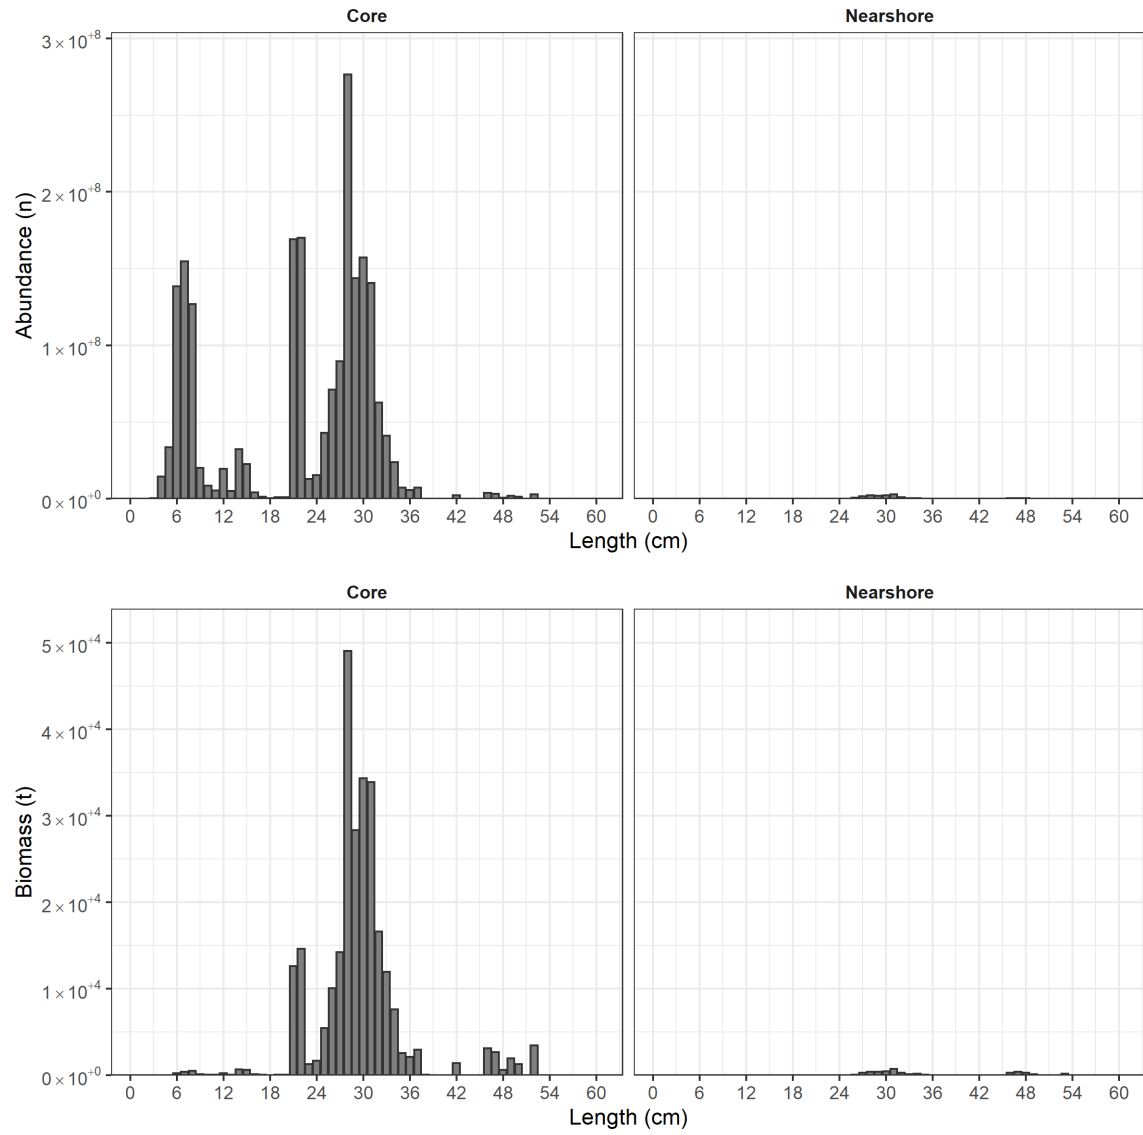 Core Nearshore
3 × 10⁺⁸
2 × 10⁺⁸
1 × 10⁺⁸
0 × 10⁺⁰
Abundance (n)
0 6 12 18 24 30 36 42 48 54 60 0 6 12 18 24 30 36 42 48 54 60
Length (cm)
Core Nearshore
5 × 10⁺⁴
4 × 10⁺⁴
3 × 10⁺⁴
2 × 10⁺⁴
1 × 10⁺⁴
0 × 10⁺⁰
Biomass (t)
0 6 12 18 24 30 36 42 48 54 60 0 6 12 18 24 30 36 42 48 54 60
Length (cm)